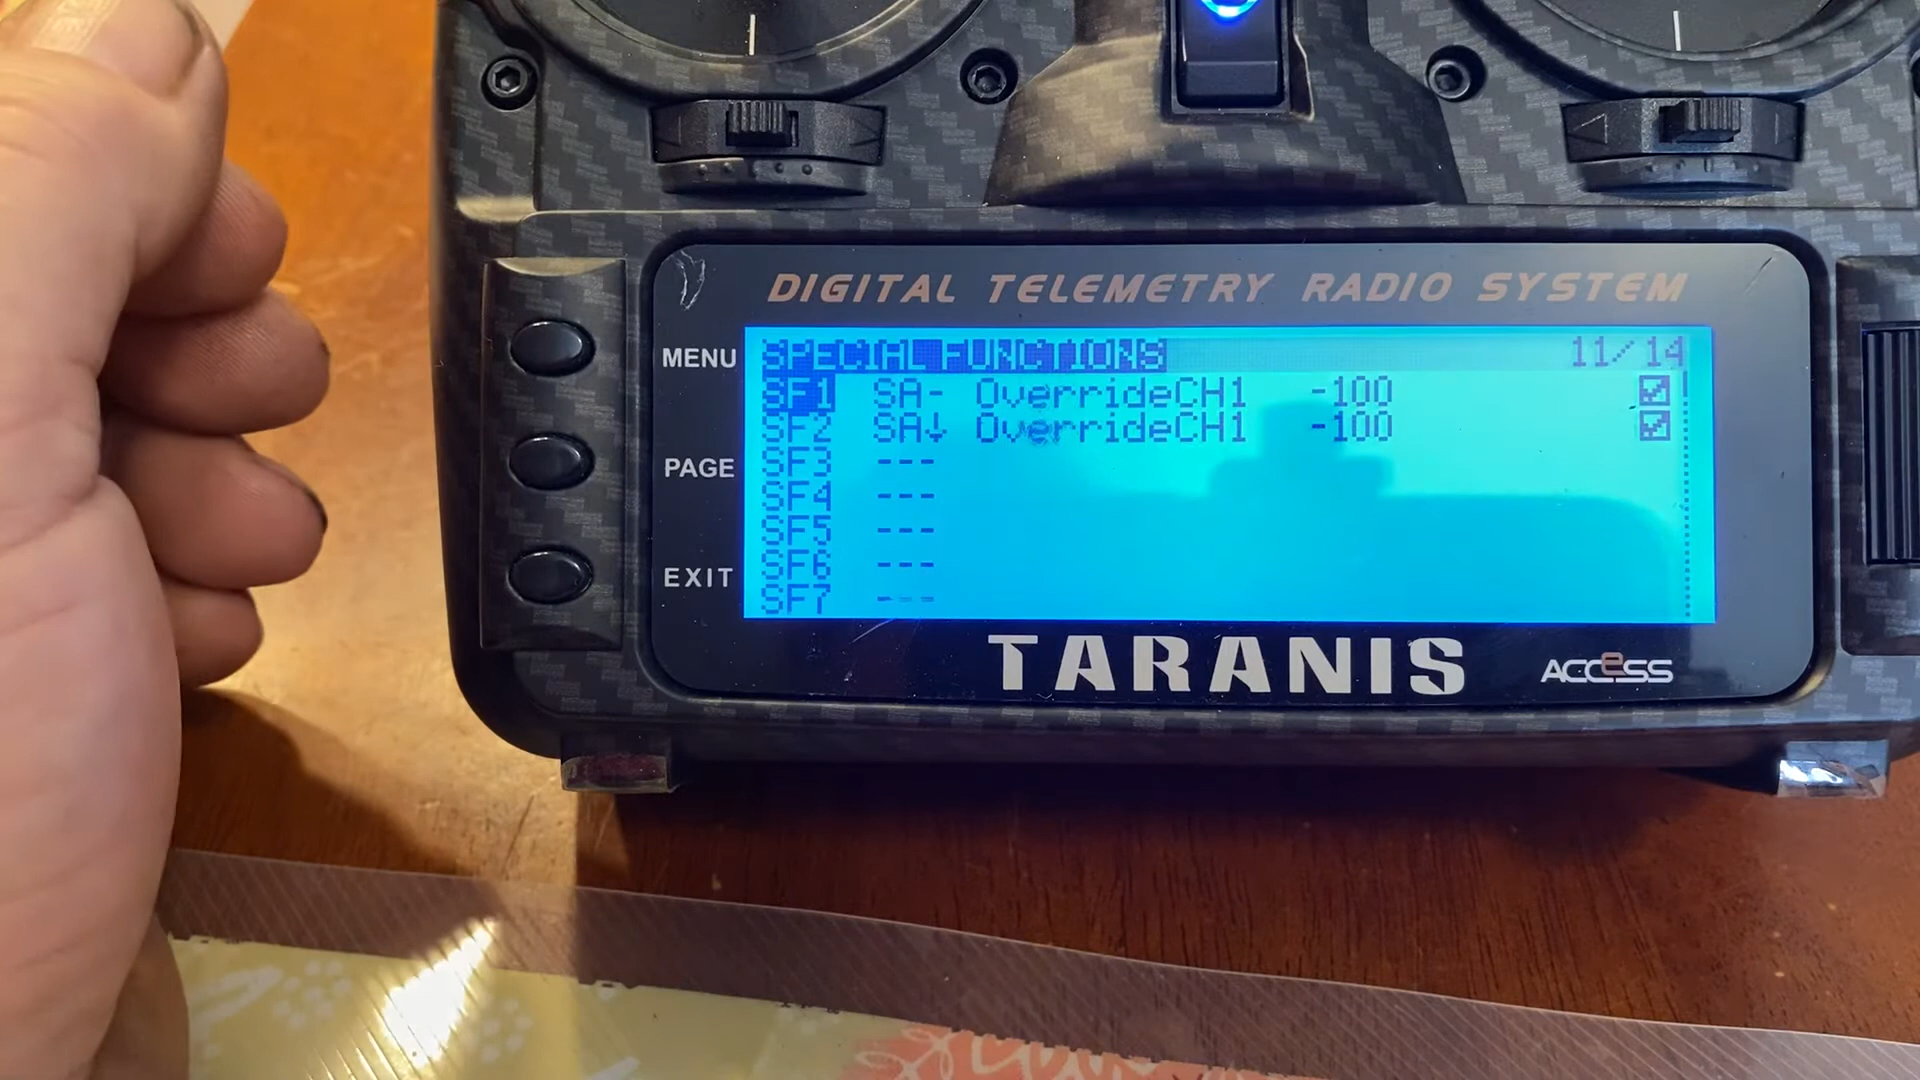 DIGITAL TELEMETRY RADIO SYSTEM
MENU
PAGE
EXIT
SPECIAL FUNCTIONS 11/14
SF1 SA- OverrideCH1 -100
SF2 SA↓ OverrideCH1 -100
SF3 ---
SF4 ---
SF5 ---
SF6 ---
SF7 ---
TARANIS
ACCeSS